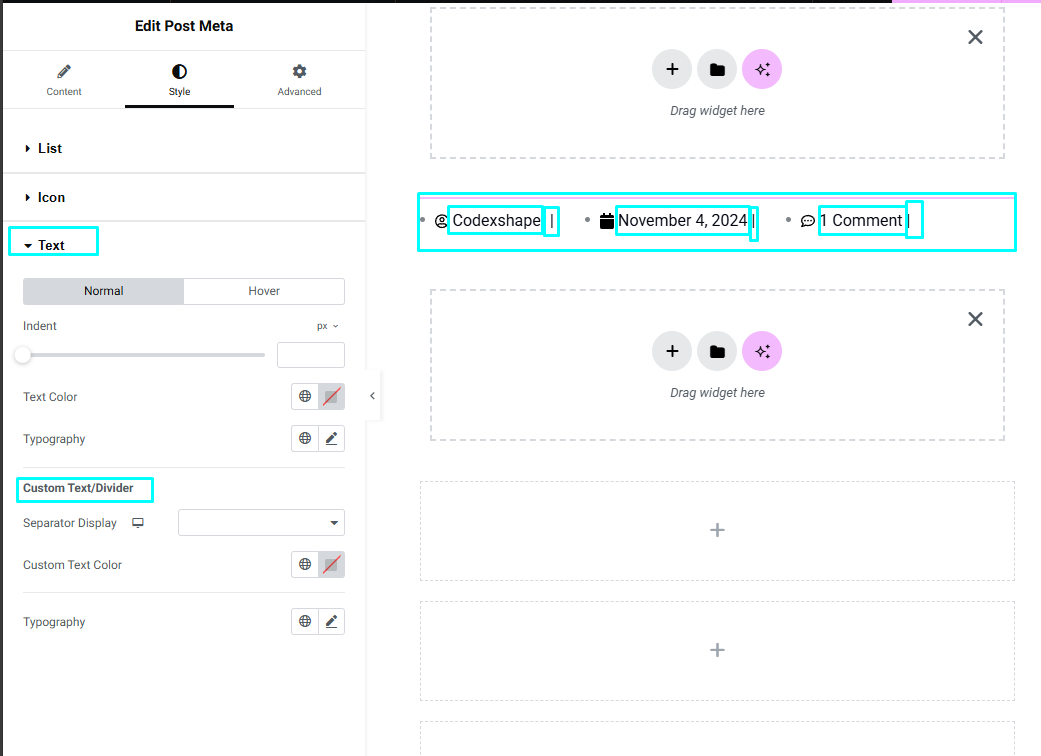 Edit Post Meta
Content
Style
Advanced
List
Icon
Text
Normal
Hover
Indent
px
Text Color
Typography
Custom Text/Divider
Separator Display
Custom Text Color
Typography
Drag widget here
Codexshape |
November 4, 2024 |
1 Comment |
Drag widget here